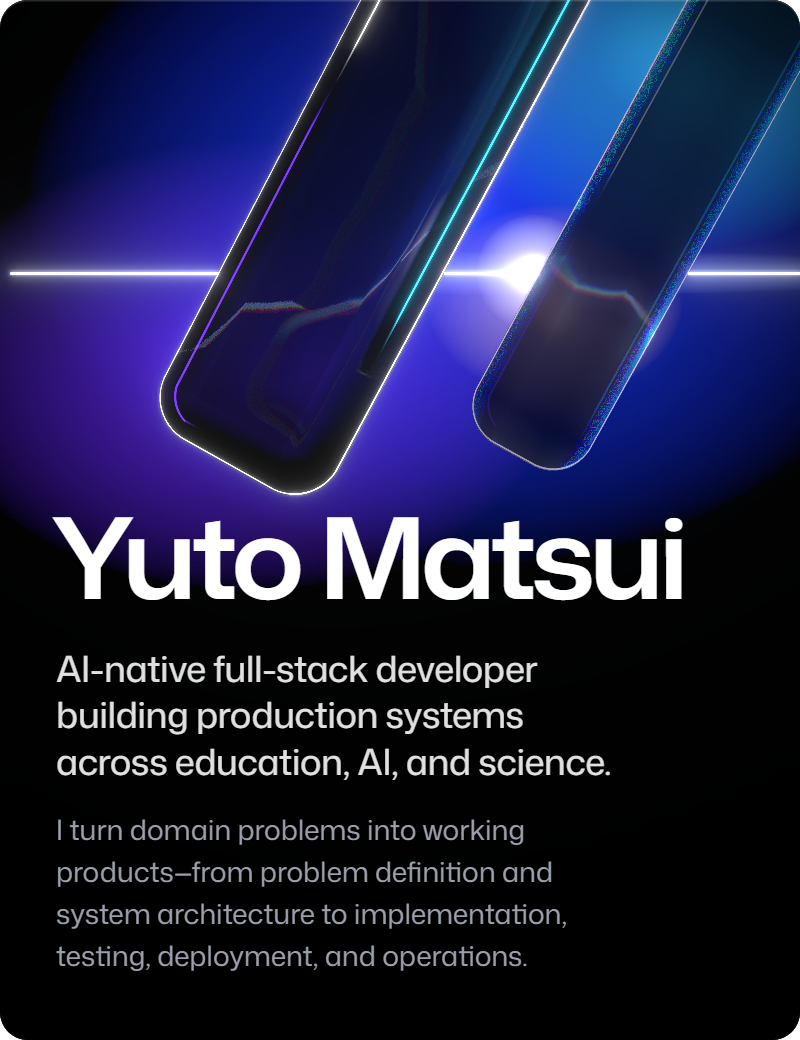 Yuto Matsui
AI-native full-stack developer
building production systems
across education, AI, and science.
I turn domain problems into working
products—from problem definition and
system architecture to implementation,
testing, deployment, and operations.